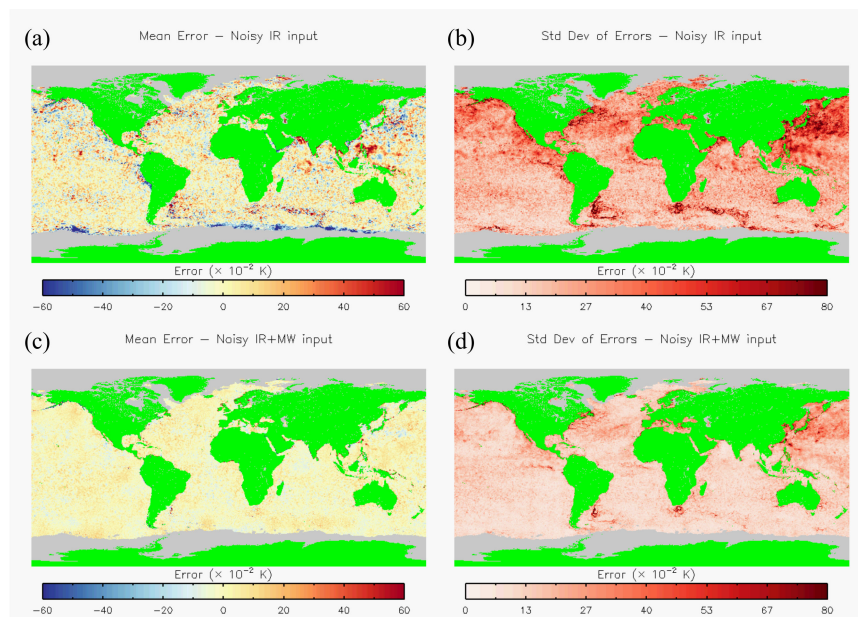 (a) Mean Error – Noisy IR input
(b) Std Dev of Errors – Noisy IR input
Error (× 10⁻² K)
−60 −40 −20 0 20 40 60
Error (× 10⁻² K)
0 13 27 40 53 67 80
(c) Mean Error – Noisy IR+MW input
(d) Std Dev of Errors – Noisy IR+MW input
Error (× 10⁻² K)
−60 −40 −20 0 20 40 60
Error (× 10⁻² K)
0 13 27 40 53 67 80